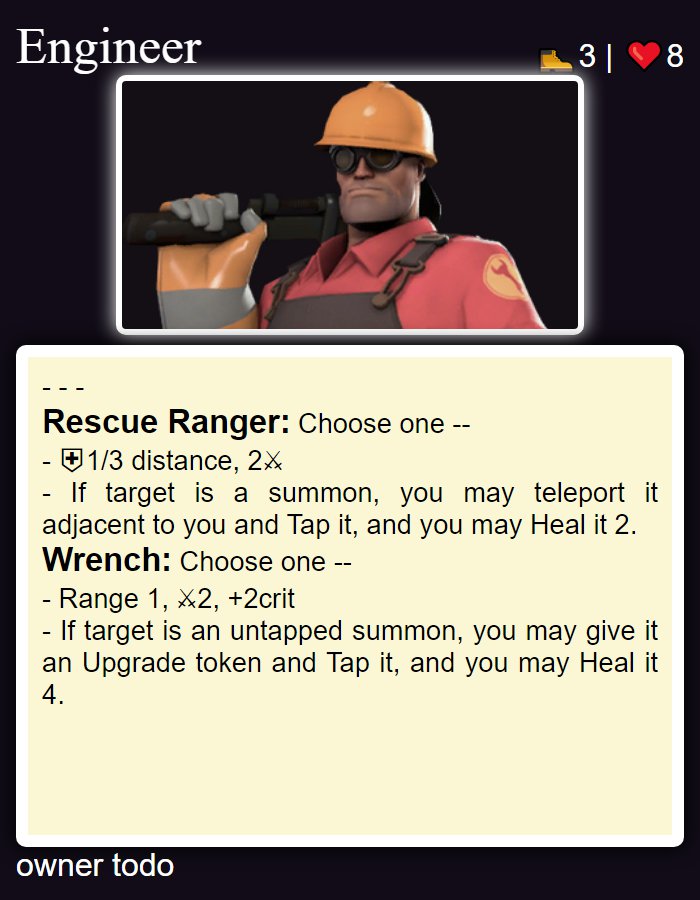 Engineer
🥾3 | ❤️8
- - -
Rescue Ranger: Choose one --
- ⛨1/3 distance, 2⚔
- If target is a summon, you may teleport it
adjacent to you and Tap it, and you may Heal it 2.
Wrench: Choose one --
- Range 1, ⚔2, +2crit
- If target is an untapped summon, you may give it
an Upgrade token and Tap it, and you may Heal it
4.
owner todo